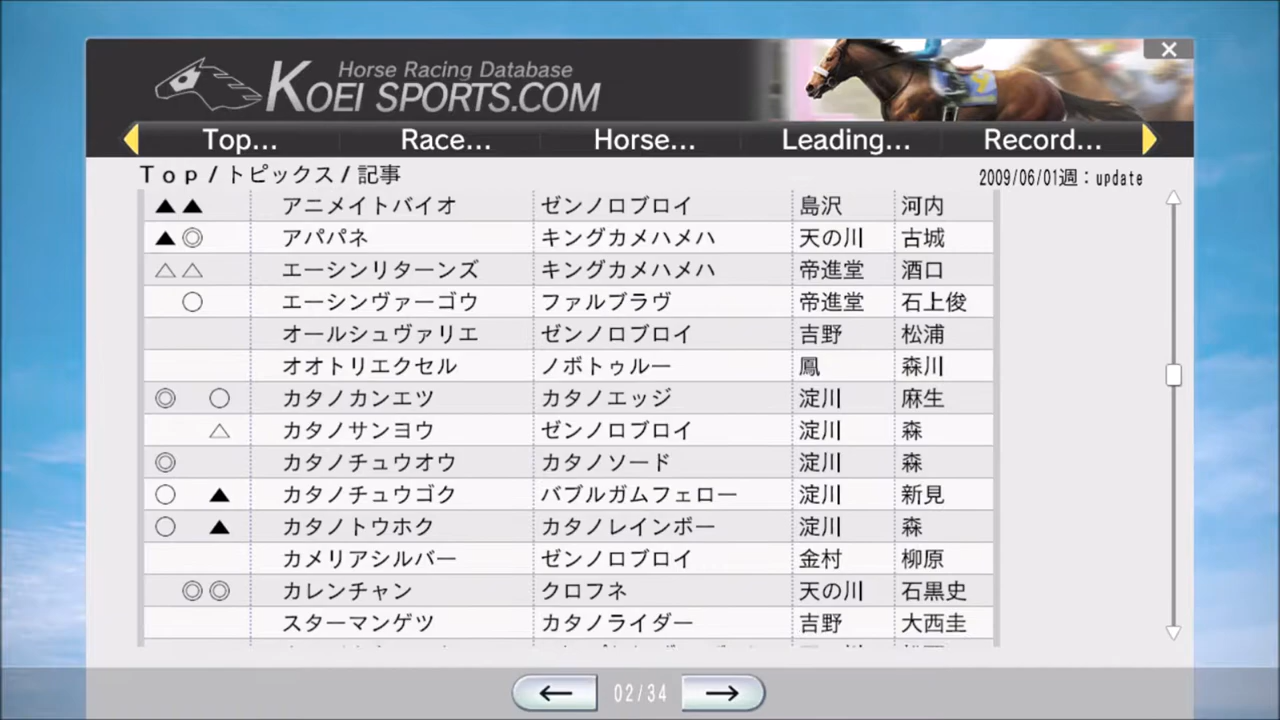 Horse Racing Database
KOEI SPORTS.COM
Top... Race... Horse... Leading... Record...
Ｔｏｐ/トピックス/記事 2009/06/01週：update
▲▲ アニメイトバイオ ゼンノロブロイ 島沢 河内
▲◎ アパパネ キングカメハメハ 天の川 古城
△△ エーシンリターンズ キングカメハメハ 帝進堂 酒口
○ エーシンヴァーゴウ ファルブラヴ 帝進堂 石上俊
オールシュヴァリエ ゼンノロブロイ 吉野 松浦
オオトリエクセル ノボトゥルー 鳳 森川
◎ ○ カタノカンエツ カタノエッジ 淀川 麻生
△ カタノサンヨウ ゼンノロブロイ 淀川 森
◎ カタノチュウオウ カタノソード 淀川 森
○ ▲ カタノチュウゴク バブルガムフェロー 淀川 新見
○ ▲ カタノトウホク カタノレインボー 淀川 森
カメリアシルバー ゼンノロブロイ 金村 柳原
◎◎ カレンチャン クロフネ 天の川 石黒史
スターマンゲツ カタノライダー 吉野 大西圭
← 02/34 →